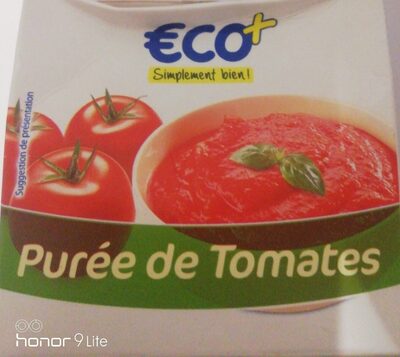 €CO+
Simplement bien!
Suggestion de présentation
Purée de Tomates
honor 9 Lite